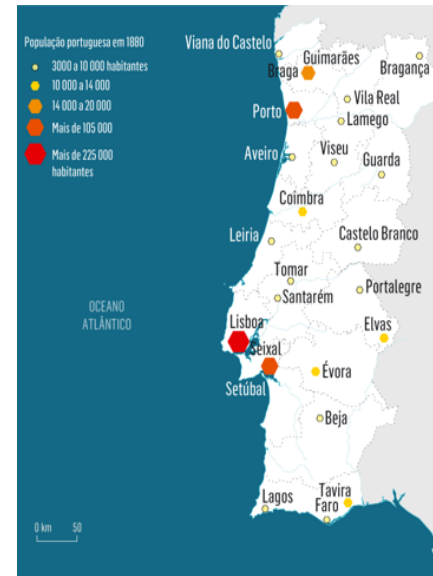 População portuguesa em 1880
3000 a 10 000 habitantes
10 000 a 14 000
14 000 a 20 000
Mais de 105 000
Mais de 225 000
habitantes
Viana do Castelo
Guimarães
Braga
Bragança
Vila Real
Porto
Lamego
Aveiro
Viseu
Guarda
Coimbra
Leiria
Castelo Branco
Tomar
Santarém
Portalegre
OCEANO
ATLÂNTICO
Lisboa
Elvas
Seixal
Évora
Setúbal
Beja
Lagos
Tavira
Faro
0 km 50